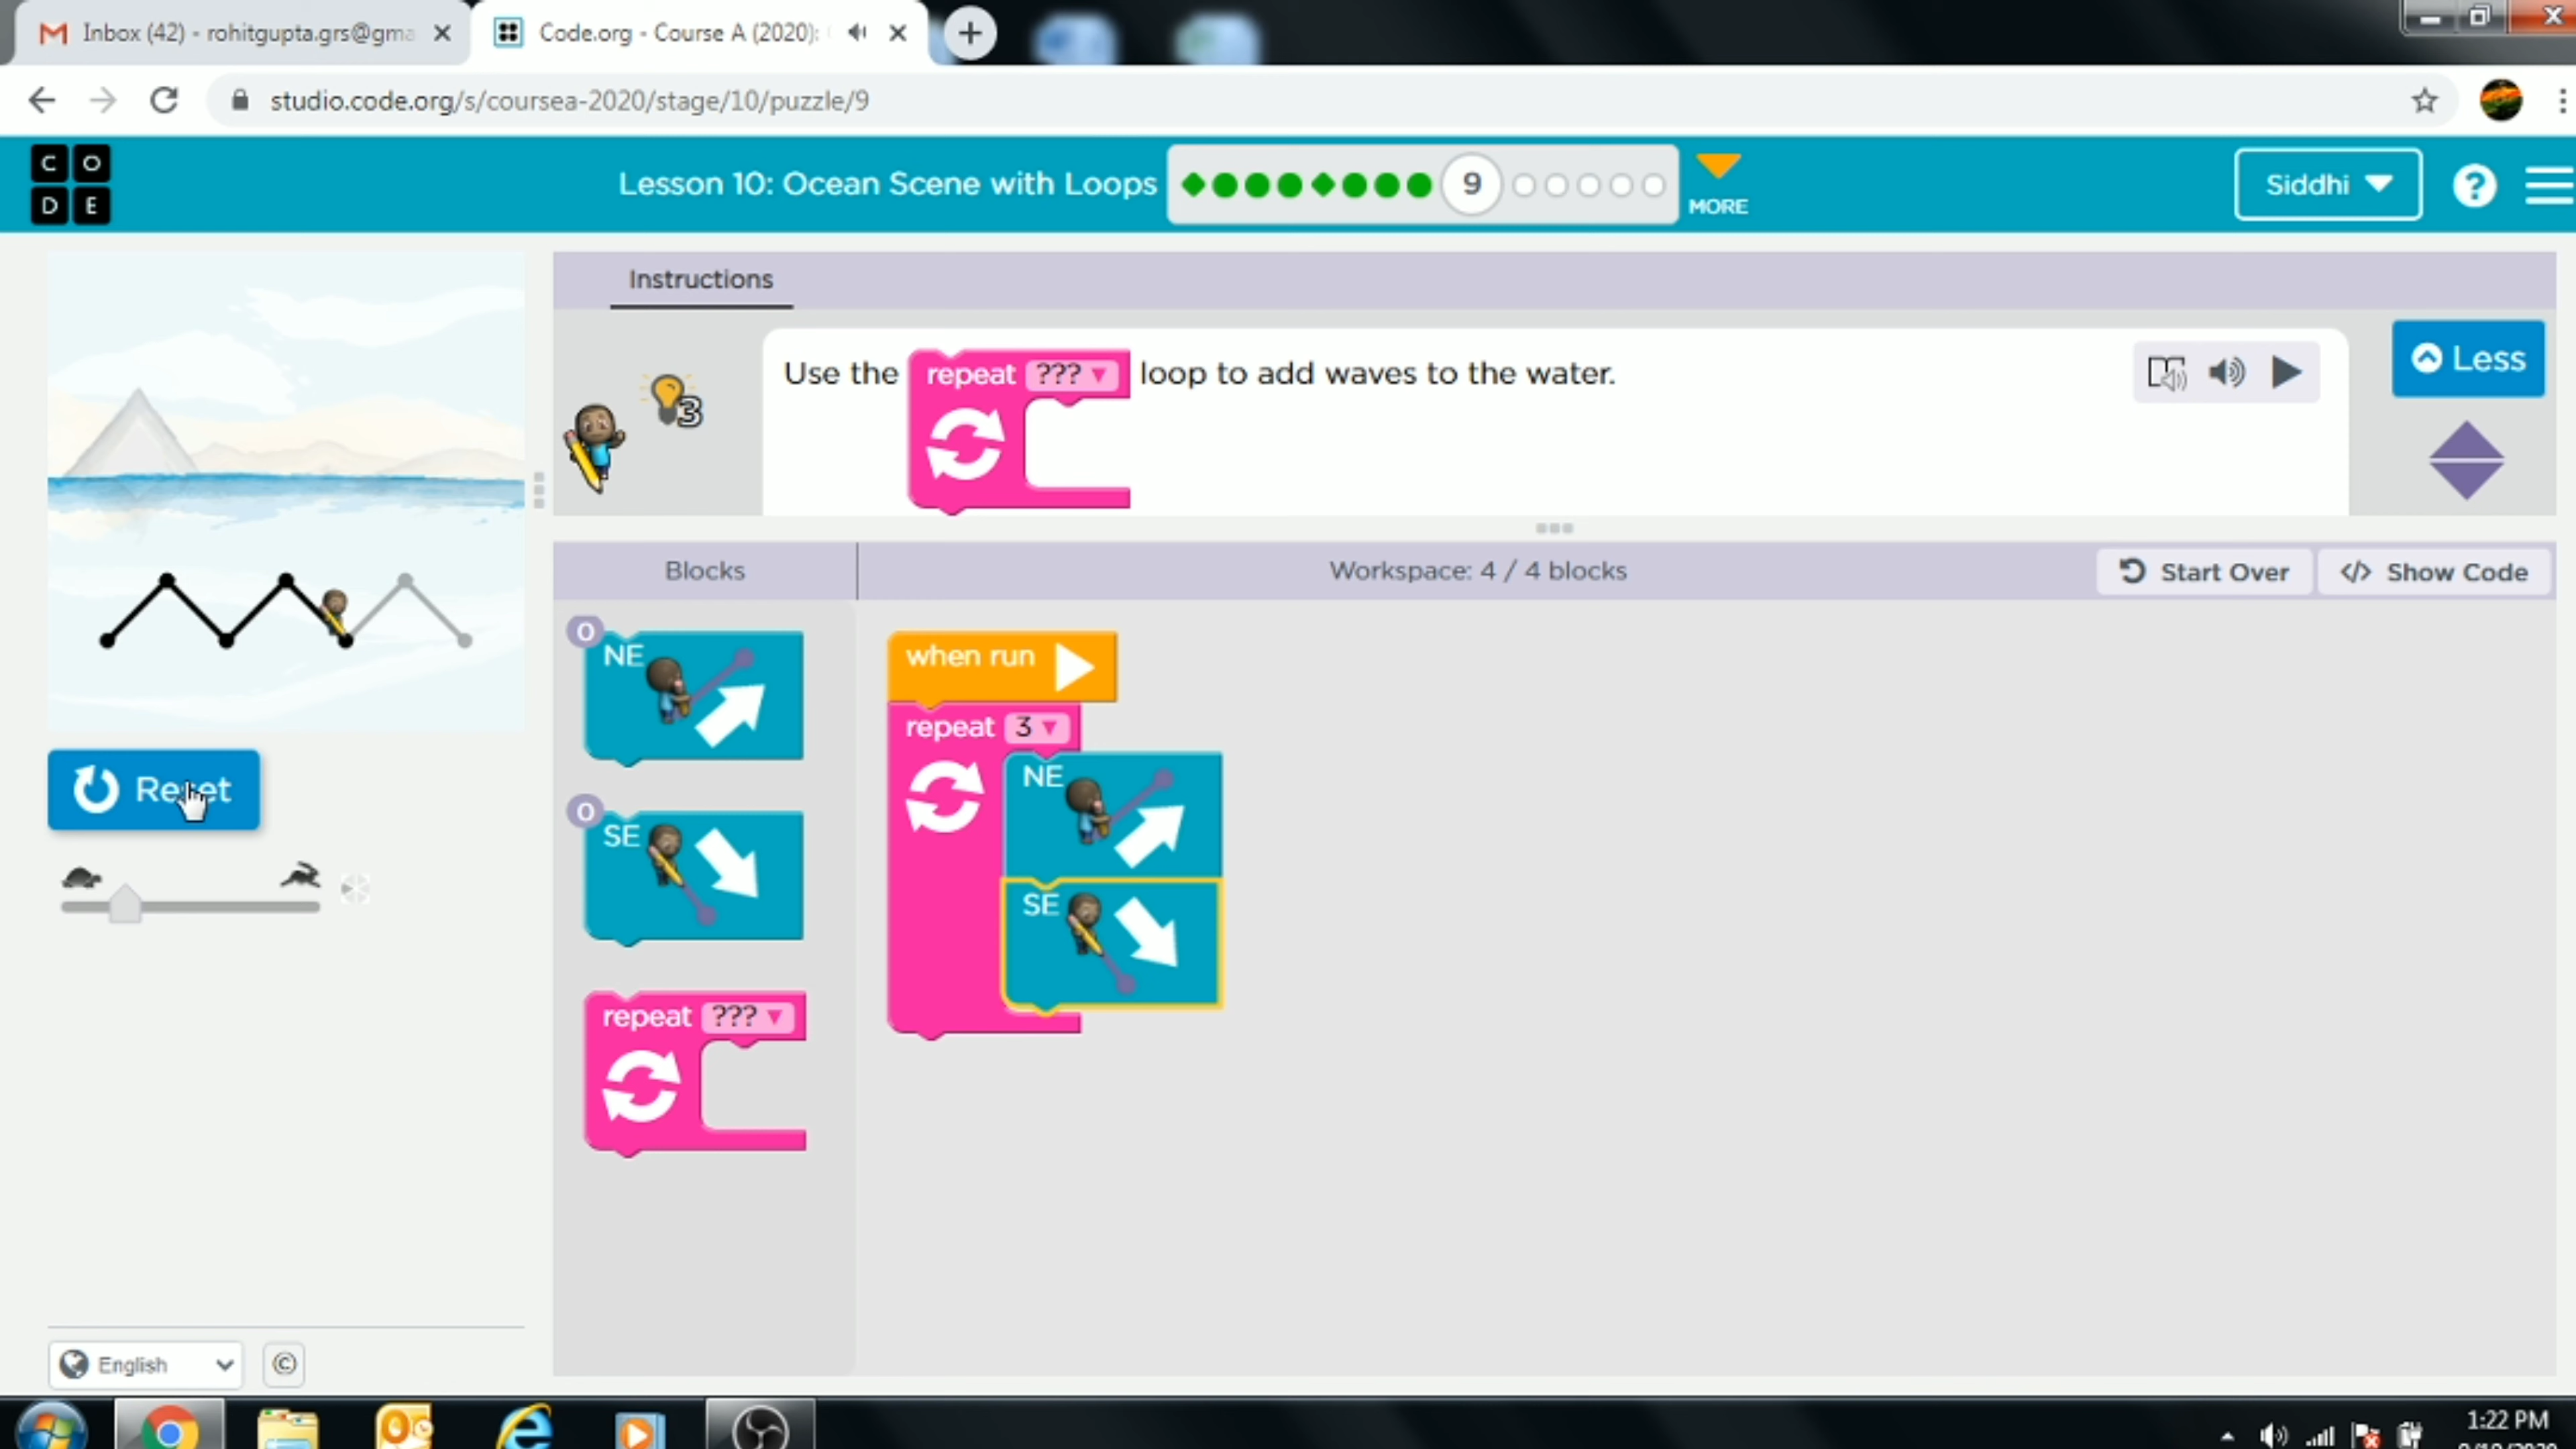 Inbox (42) - rohitgupta.grs@gma
Code.org - Course A (2020):
studio.code.org/s/coursea-2020/stage/10/puzzle/9
C O
D E
Lesson 10: Ocean Scene with Loops
9
MORE
Siddhi
?
Instructions
3
Use the repeat ??? loop to add waves to the water.
Less
Blocks
Workspace: 4 / 4 blocks
Start Over
</> Show Code
0
NE
0
SE
repeat ???
when run
repeat 3
NE
SE
Reset
English
©
1:22 PM